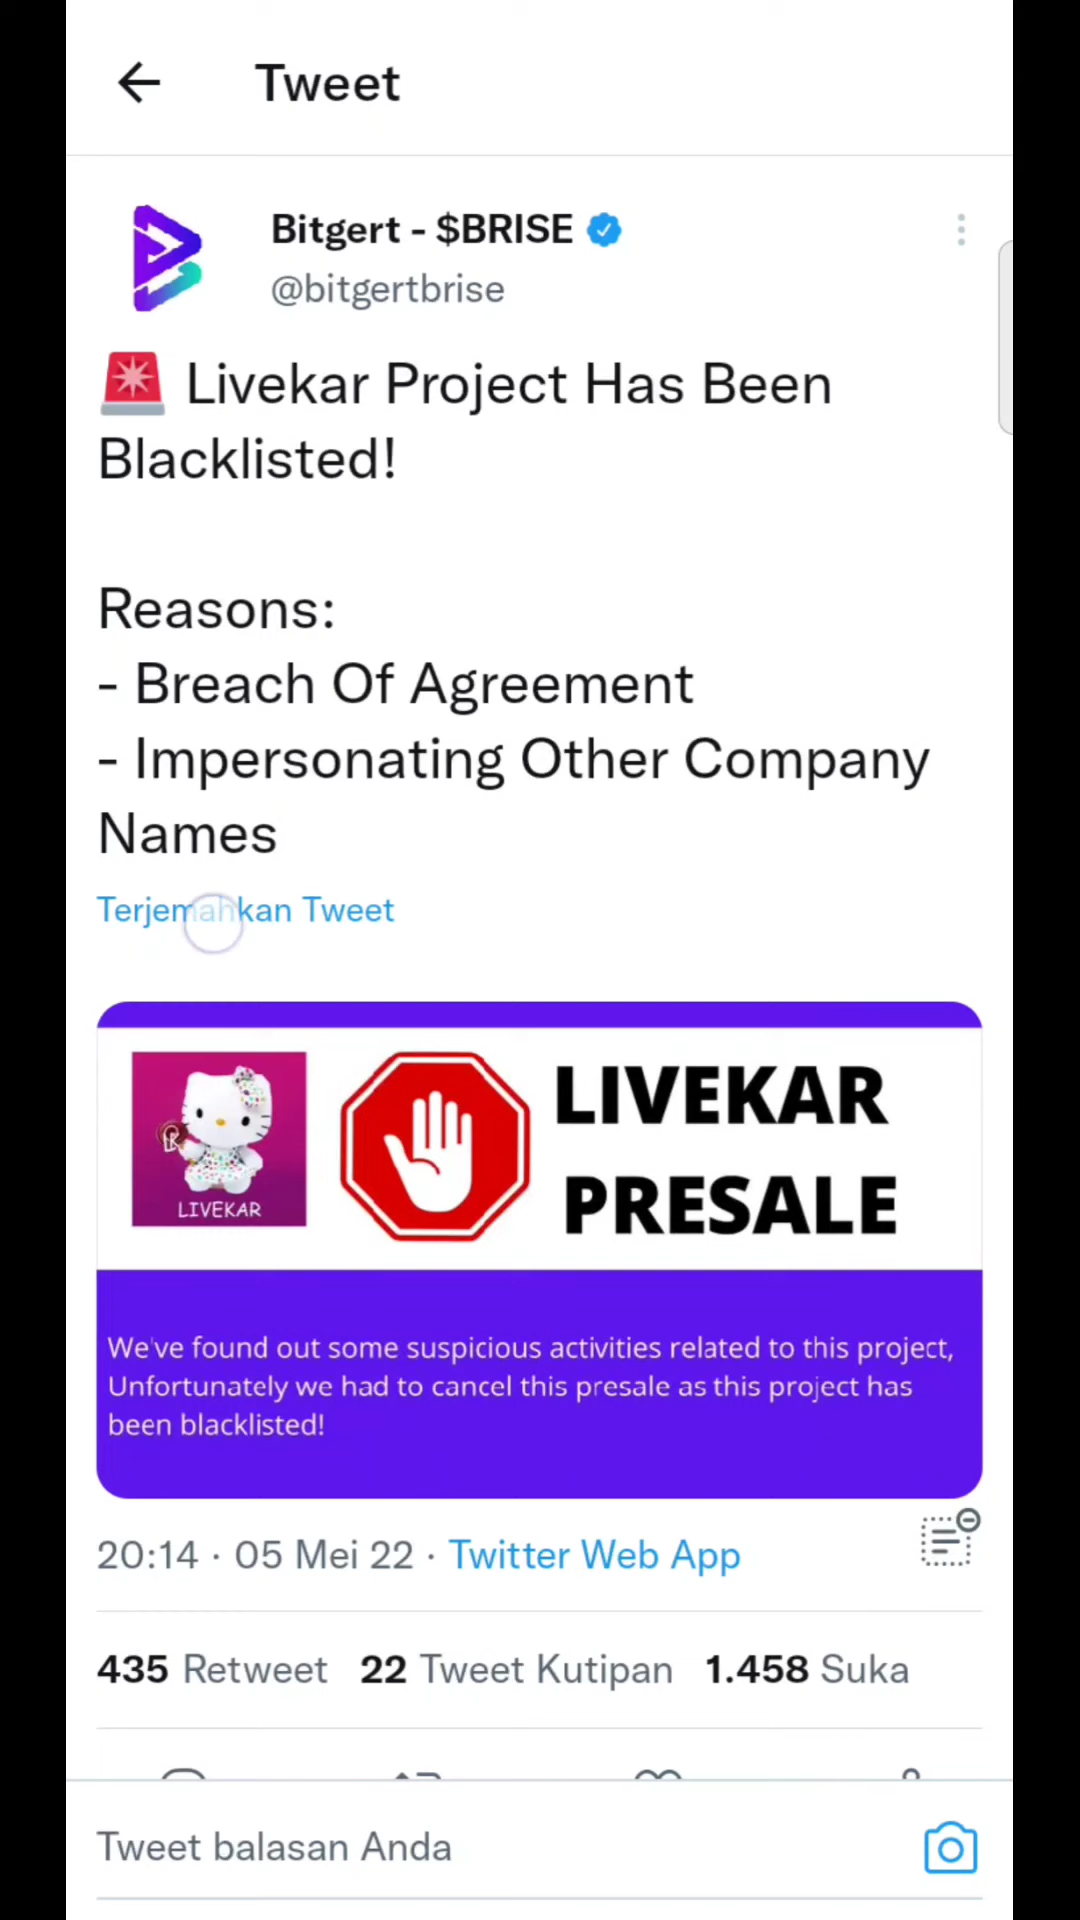 Tweet
Bitgert - $BRISE
@bitgertbrise
🚨 Livekar Project Has Been
Blacklisted!
Reasons:
- Breach Of Agreement
- Impersonating Other Company
Names
Terjemahkan Tweet
LIVEKAR
LIVEKAR
PRESALE
We've found out some suspicious activities related to this project,
Unfortunately we had to cancel this presale as this project has
been blacklisted!
20:14 · 05 Mei 22 · Twitter Web App
435 Retweet 22 Tweet Kutipan 1.458 Suka
Tweet balasan Anda